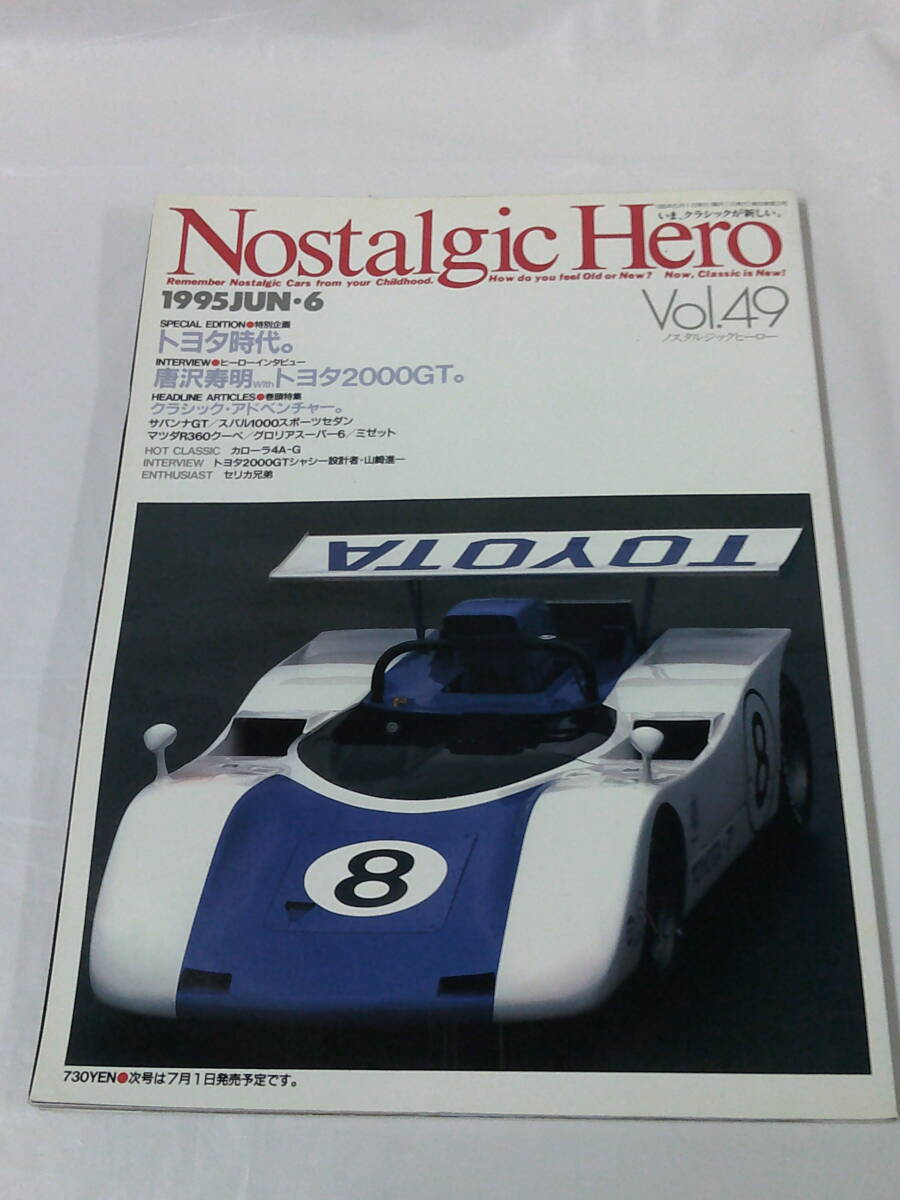 いま、クラシックが新しい。
Nostalgic Hero
Remember Nostalgic Cars from your Childhood. How do you feel Old or New? Now, Classic is New!
1995JUN・6
Vol.49
ノスタルジックヒーロー
SPECIAL EDITION●特別企画
トヨタ時代。
INTERVIEW●ヒーローインタビュー
唐沢寿明withトヨタ2000GT。
HEADLINE ARTICLES●巻頭特集
クラシック・アドベンチャー。
サバンナGT/スバル1000スポーツセダン
マツダR360クーペ/グロリアスーパー6/ミゼット
HOT CLASSIC カローラ4A-G
INTERVIEW トヨタ2000GTシャシー設計者・山崎進一
ENTHUSIAST セリカ兄弟
TOYOTA
8
8
730YEN●次号は7月1日発売予定です。